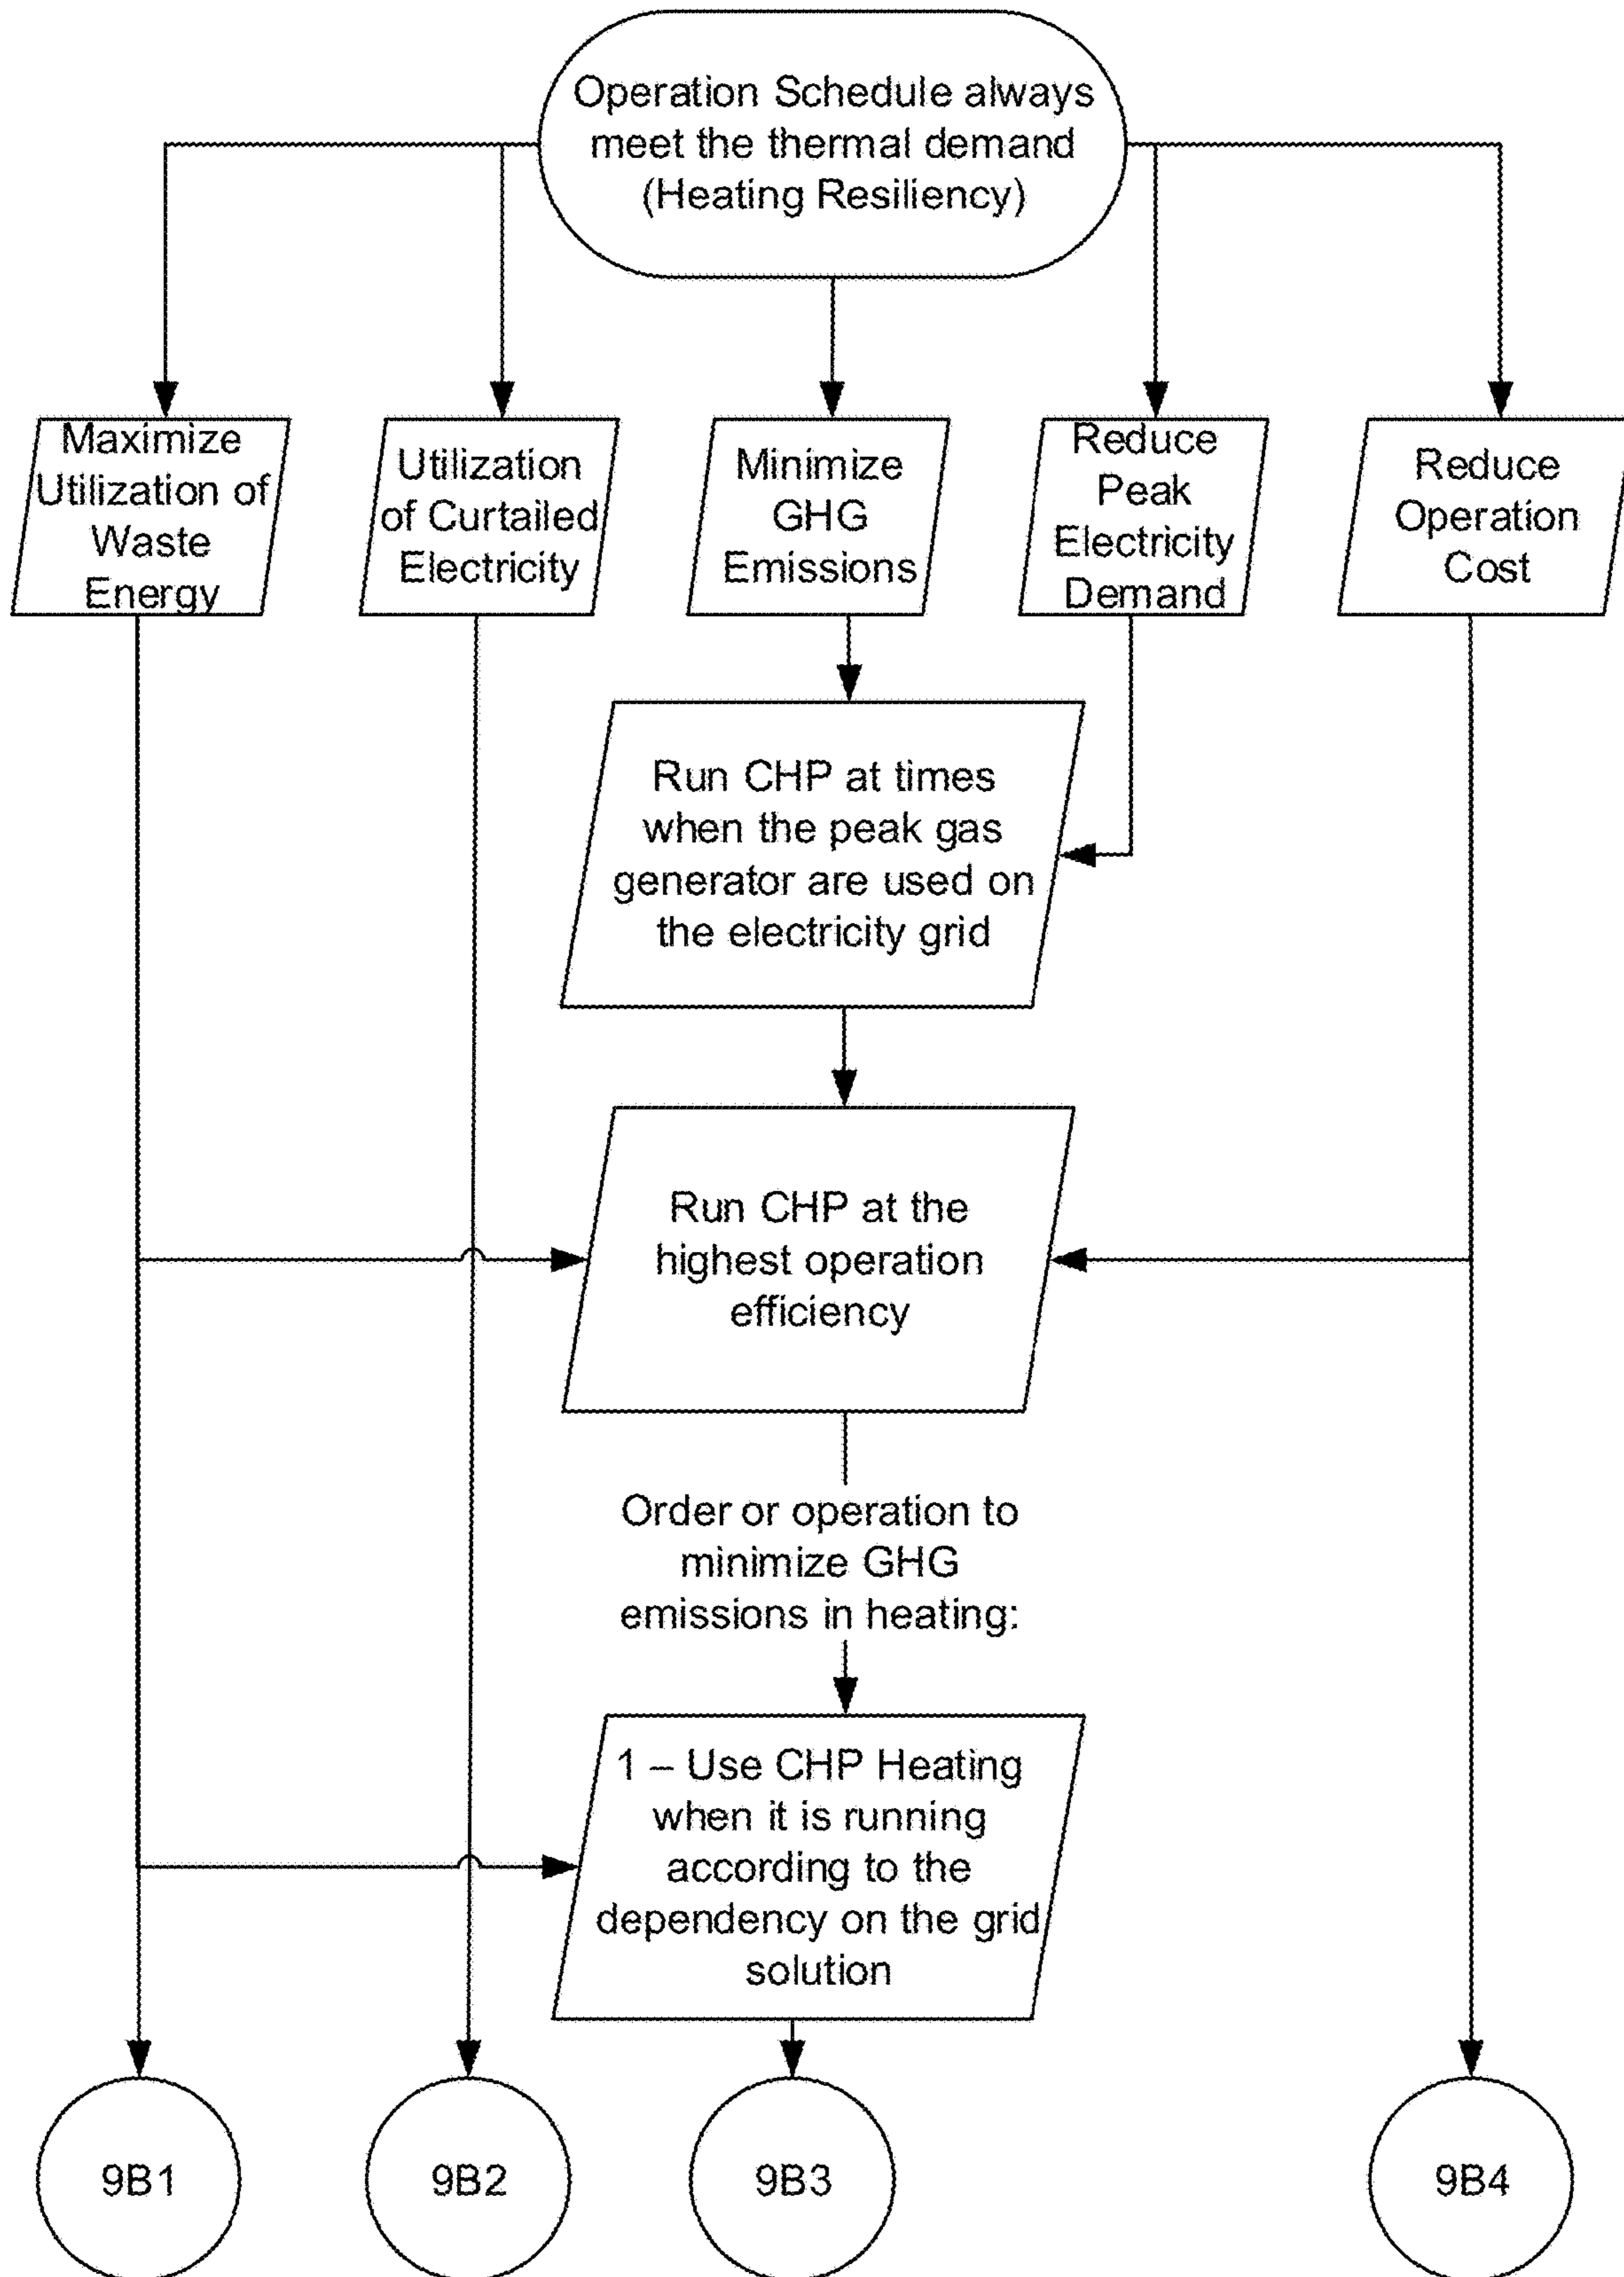 Operation Schedule always
meet the thermal demand
(Heating Resiliency)
Maximize
Utilization of
Waste
Energy
Utilization
of Curtailed
Electricity
Minimize
GHG
Emissions
Reduce
Peak
Electricity
Demand
Reduce
Operation
Cost
Run CHP at times
when the peak gas
generator are used on
the electricity grid
Run CHP at the
highest operation
efficiency
Order or operation to
minimize GHG
emissions in heating:
1 – Use CHP Heating
when it is running
according to the
dependency on the grid
solution
9B1
9B2
9B3
9B4